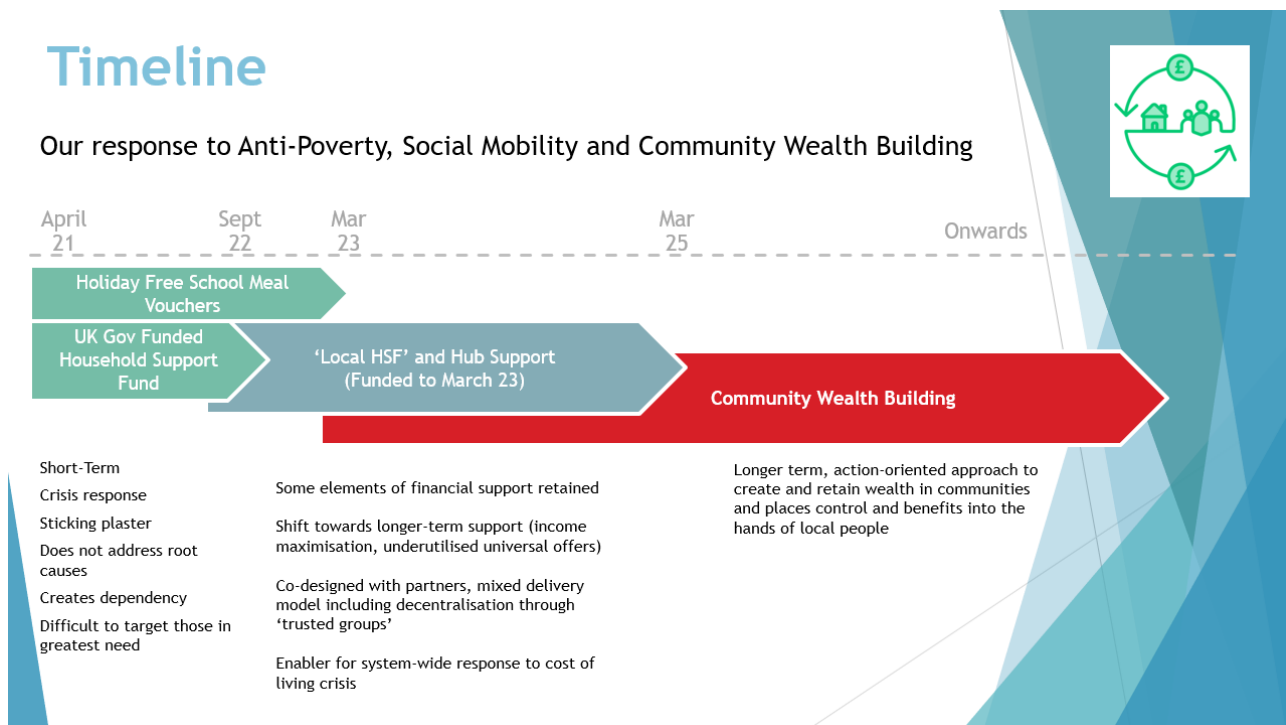 Timeline
Our response to Anti-Poverty, Social Mobility and Community Wealth Building
£
£
April
21
Sept
22
Mar
23
Mar
25
Onwards
Holiday Free School Meal
Vouchers
UK Gov Funded
Household Support
Fund
‘Local HSF’ and Hub Support
(Funded to March 23)
Community Wealth Building
Short-Term
Crisis response
Sticking plaster
Does not address root
causes
Creates dependency
Difficult to target those in
greatest need
Some elements of financial support retained
Shift towards longer-term support (income
maximisation, underutilised universal offers)
Co-designed with partners, mixed delivery
model including decentralisation through
‘trusted groups’
Enabler for system-wide response to cost of
living crisis
Longer term, action-oriented approach to
create and retain wealth in communities
and places control and benefits into the
hands of local people